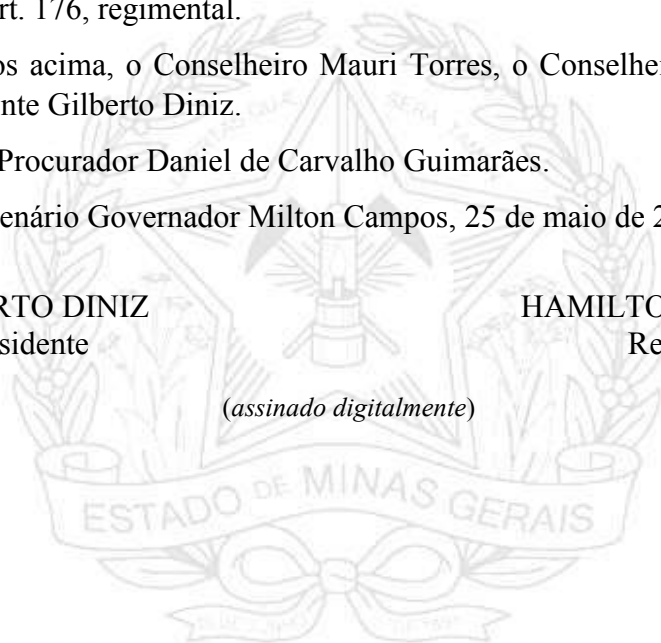 rt. 176, regimental.
os acima, o Conselheiro Mauri Torres, o Conselhei
nte Gilberto Diniz.
Procurador Daniel de Carvalho Guimarães.
enário Governador Milton Campos, 25 de maio de 2
RTO DINIZ HAMILTO
sidente Re
(assinado digitalmente)
ESTADO DE MINAS GERAIS